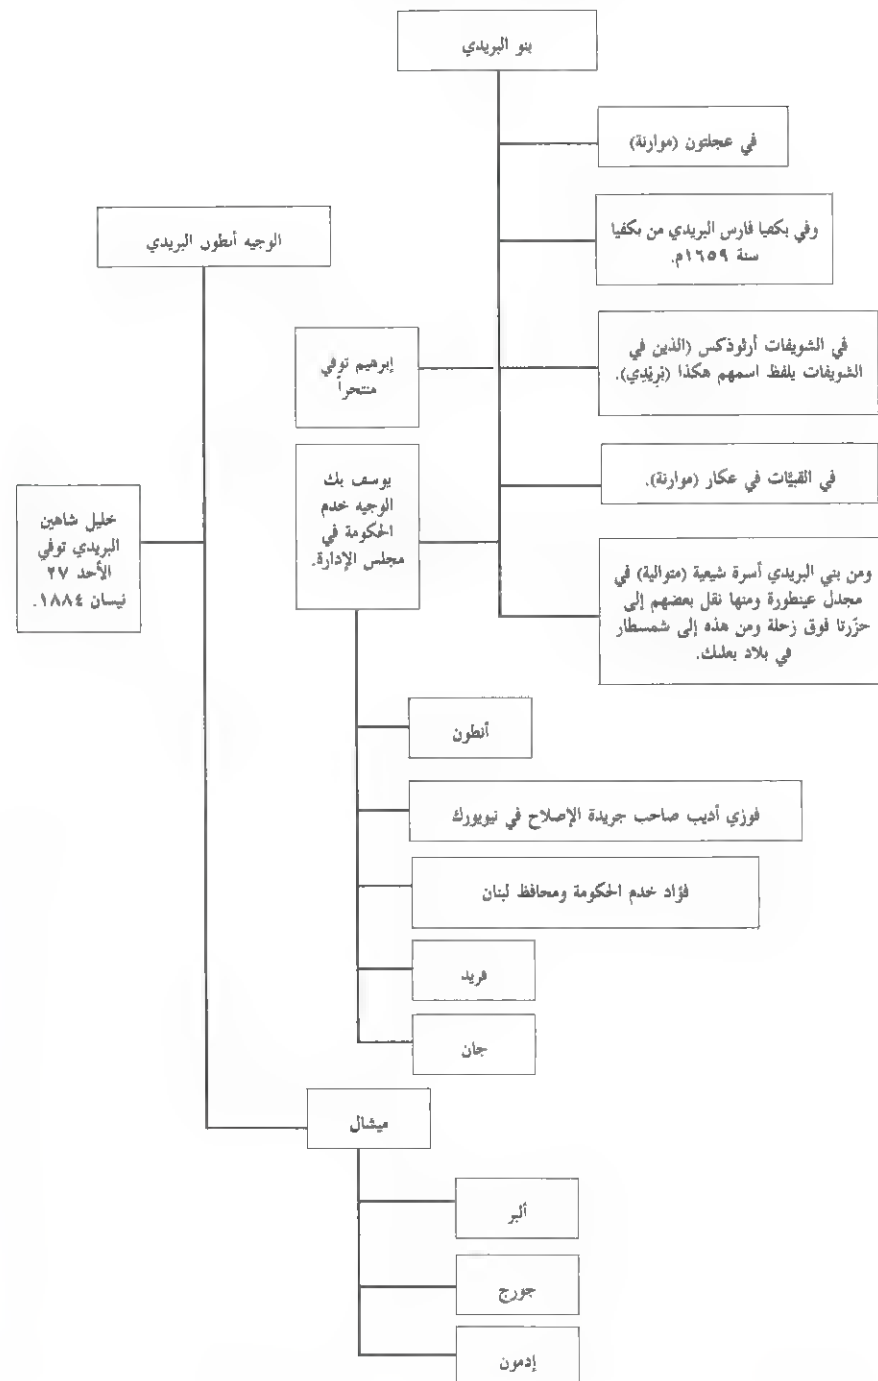 بنو البريدي
في عجلتون (موارنة)
وفي بكفيا فارس البريدي من بكفيا
سنة ١٦٥٩م.
الوجيه أنطون البريدي
في الشويفات أرثوذكس (الذين في
الشويفات يلفظ اسمهم هكذا (بْرِيْدِي).
إبرهيم توفي
منتحراً
في القبيَّات في عكار (موارنة).
يوسف بك
الوجيه خدم
الحكومة في
مجلس الإدارة.
خليل شاهين
البريدي توفي
الأحد ٢٧
نيسان ١٨٨٤.
ومن بني البريدي أسرة شيعية (متوالية) في
مجدل عينطورة ومنها نقل بعضهم إلى
حزّرتا فوق زحلة ومن هذه إلى شمسطار
في بلاد بعلبك.
أنطون
فوزي أديب صاحب جريدة الإصلاح في نيويورك
فؤاد خدم الحكومة ومحافظ لبنان
فريد
جان
ميشال
ألبر
جورج
إدمون